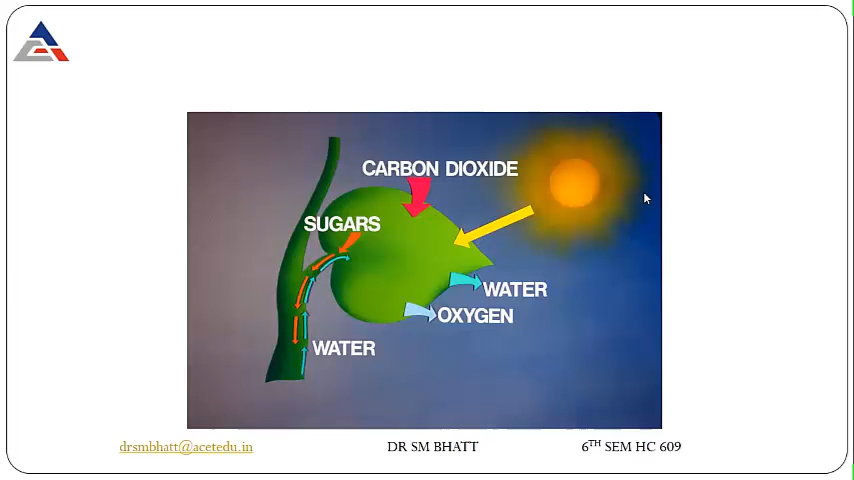 CARBON DIOXIDE
SUGARS
WATER
OXYGEN
WATER
drsmbhatt@acetedu.in DR SM BHATT 6TH SEM HC 609